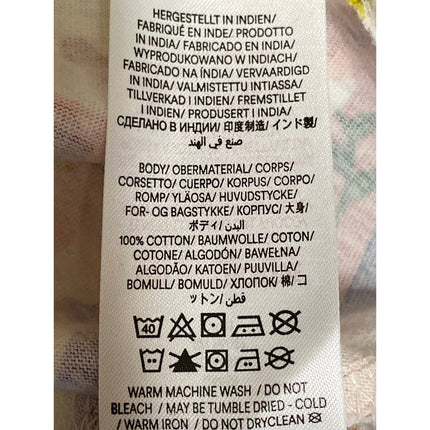 HERGESTELLT IN INDIEN/
FABRIQUÉ EN INDE/ PRODOTTO
IN INDIA/ FABRICADO EN INDIA/
WYPRODUKOWANO W INDIACH/
FABRICADO NA ÍNDIA/ VERVAARDIGD
IN INDIA/ VALMISTETTU INTIASSA/
TILLVERKAD I INDIEN/ FREMSTILLET
I INDIEN/ PRODUSERT I INDIA/
СДЕЛАНО В ИНДИИ/ 印度制造/ インド製/
صنع في الهند
BODY/ OBERMATERIAL/ CORPS/
CORSETTO/ CUERPO/ KORPUS/ CORPO/
ROMP/ YLÄOSA/ HUVUDSTYCKE/
FOR- OG BAGSTYKKE/ КОРПУС/ 大身/
ボディ/ البدن
100% COTTON/ BAUMWOLLE/ COTON/
COTONE/ ALGODÓN/ BAWEŁNA/
ALGODÃO/ KATOEN/ PUUVILLA/
BOMULL/ BOMULD/ ХЛОПОК/ 棉/ コ
ットン/ قطن
40
WARM MACHINE WASH / DO NOT
BLEACH / MAY BE TUMBLE DRIED - COLD
/ WARM IRON / DO NOT DRYCLEAN /